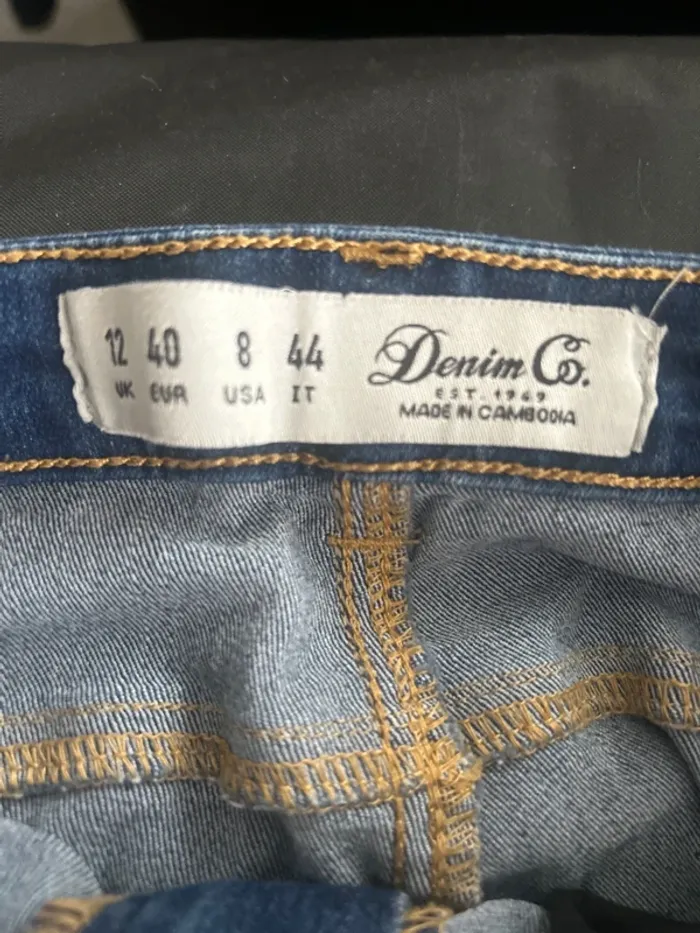 12 40 8 44
UK EUR USA IT
Denim Co.
EST. 1969
MADE IN CAMBODIA